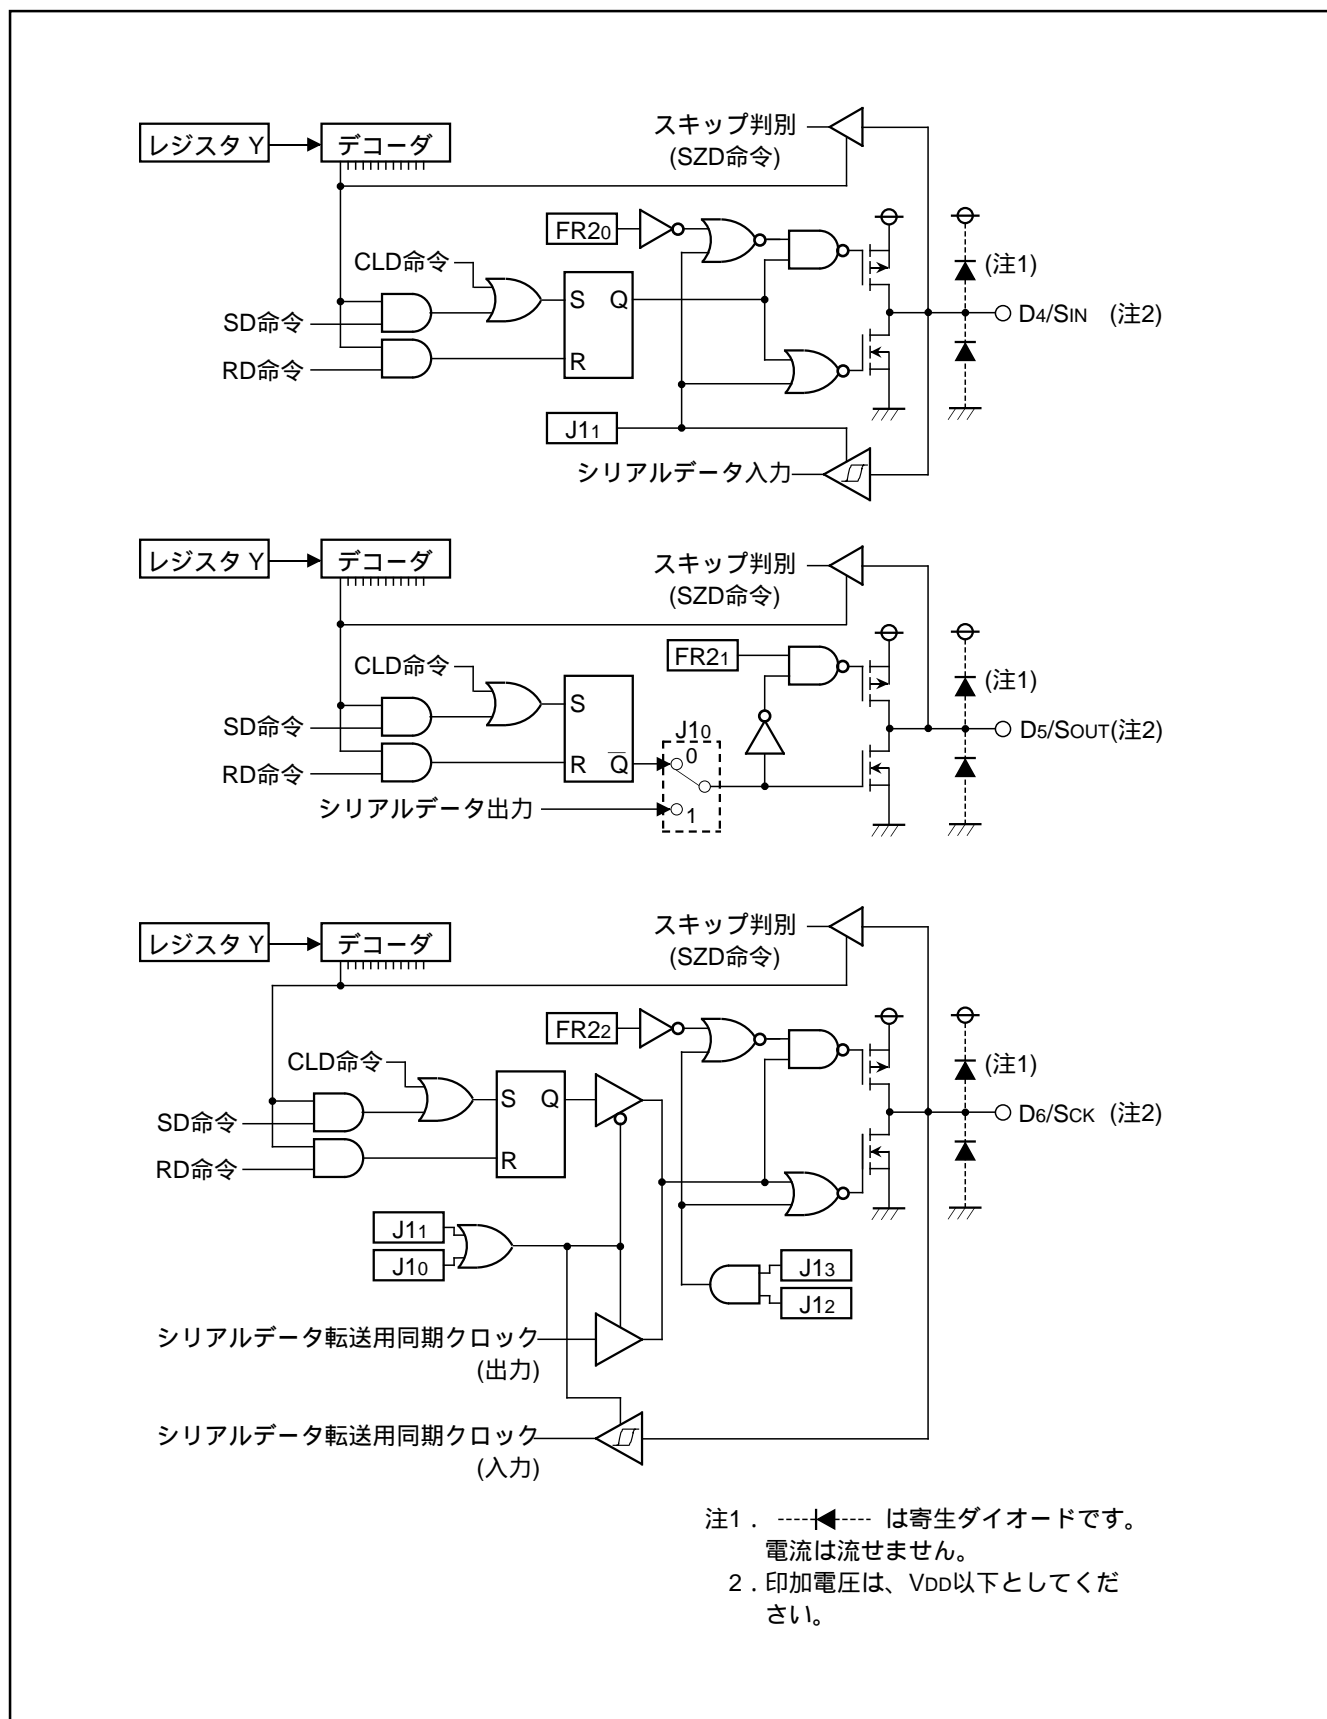 レジスタ Y
デコーダ
スキップ判別
(SZD命令)
FR20
CLD命令
(注1)
S Q
SD命令
D4/SIN (注2)
RD命令
R
J11
シリアルデータ入力
レジスタ Y
デコーダ
スキップ判別
(SZD命令)
FR21
CLD命令
(注1)
S
SD命令
J10
D5/SOUT(注2)
0
RD命令
R Q
シリアルデータ出力
1
レジスタ Y
デコーダ
スキップ判別
(SZD命令)
FR22
CLD命令
(注1)
S Q
SD命令
D6/SCK (注2)
RD命令
R
J11
J10
J13
J12
シリアルデータ転送用同期クロック
(出力)
シリアルデータ転送用同期クロック
(入力)
注1． は寄生ダイオードです。
電流は流せません。
2．印加電圧は、VDD以下としてくだ
さい。